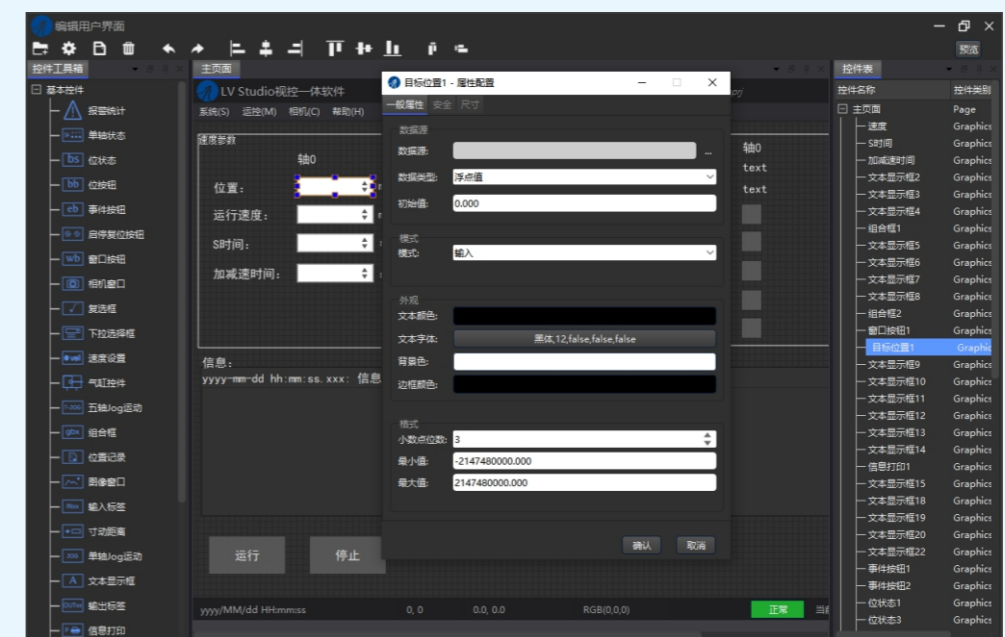 编辑用户界面
预览
控件工具箱
基本控件
报警统计
单轴状态
位状态
位按钮
事件按钮
启停复位按钮
窗口按钮
相机窗口
复选框
下拉选择框
速度设置
气缸控件
五轴Jog运动
组合框
位置记录
图像窗口
输入标签
寸动距离
单轴Jog运动
文本显示框
输出标签
信息打印
主页面
LV Studio视控一体软件
系统(S) 运控(M) 相机(C) 帮助(H)
速度参数
轴0
位置:
运行速度:
S时间:
加减速时间:
信息:
yyyy-mm-dd hh:mm:ss.xxx: 信息
运行 停止
yyyy/MM/dd HH:mm:ss 0, 0 0.0, 0.0 RGB(0,0,0) 正常
轴0
text
text
目标位置1 - 属性配置
一般属性 安全 尺寸
数据源
数据源: ...
数据类型: 浮点值
初始值: 0.000
模式
模式: 输入
外观
文本颜色:
文本字体: 黑体,12,false,false,false
背景色:
边框颜色:
格式
小数点位数: 3
最小值: -2147480000.000
最大值: 2147480000.000
确认 取消
控件表
控件名称 控件类别
主页面 Page
速度 Graphics
S时间 Graphics
加减速时间 Graphics
文本显示框2 Graphics
文本显示框3 Graphics
文本显示框4 Graphics
组合框1 Graphics
文本显示框5 Graphics
文本显示框6 Graphics
文本显示框7 Graphics
文本显示框8 Graphics
组合框2 Graphics
窗口按钮1 Graphics
目标位置1 Graphic
文本显示框9 Graphics
文本显示框10 Graphics
文本显示框11 Graphics
文本显示框12 Graphics
文本显示框13 Graphics
文本显示框14 Graphics
信息打印1 Graphics
文本显示框15 Graphics
文本显示框18 Graphics
文本显示框19 Graphics
文本显示框20 Graphics
文本显示框22 Graphics
事件按钮1 Graphics
事件按钮2 Graphics
位状态1 Graphics
位状态3 Graphics